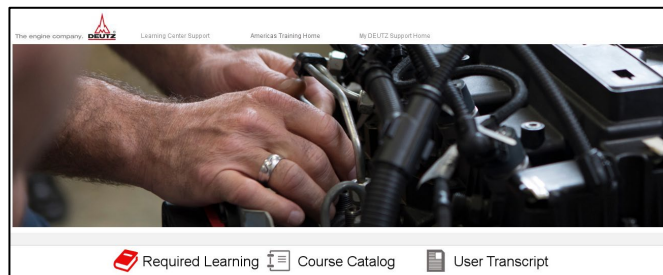 The engine company. DEUTZ Learning Center Support Americas Training Home My DEUTZ Support Home
Required Learning Course Catalog User Transcript